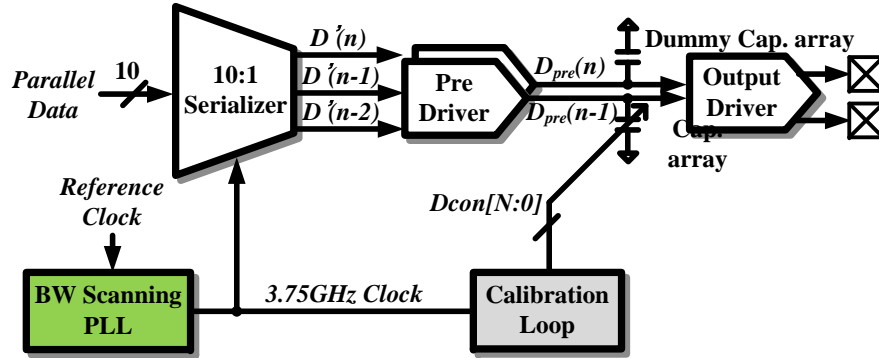 D′(n)
D′(n-1)
D′(n-2)
10
Parallel
Data
10:1
Serializer
Pre
Driver
Dpre(n)
Dpre(n-1)
Dummy Cap. array
Cap.
array
Output
Driver
Reference
Clock
Dcon[N:0]
BW Scanning
PLL
3.75GHz Clock
Calibration
Loop